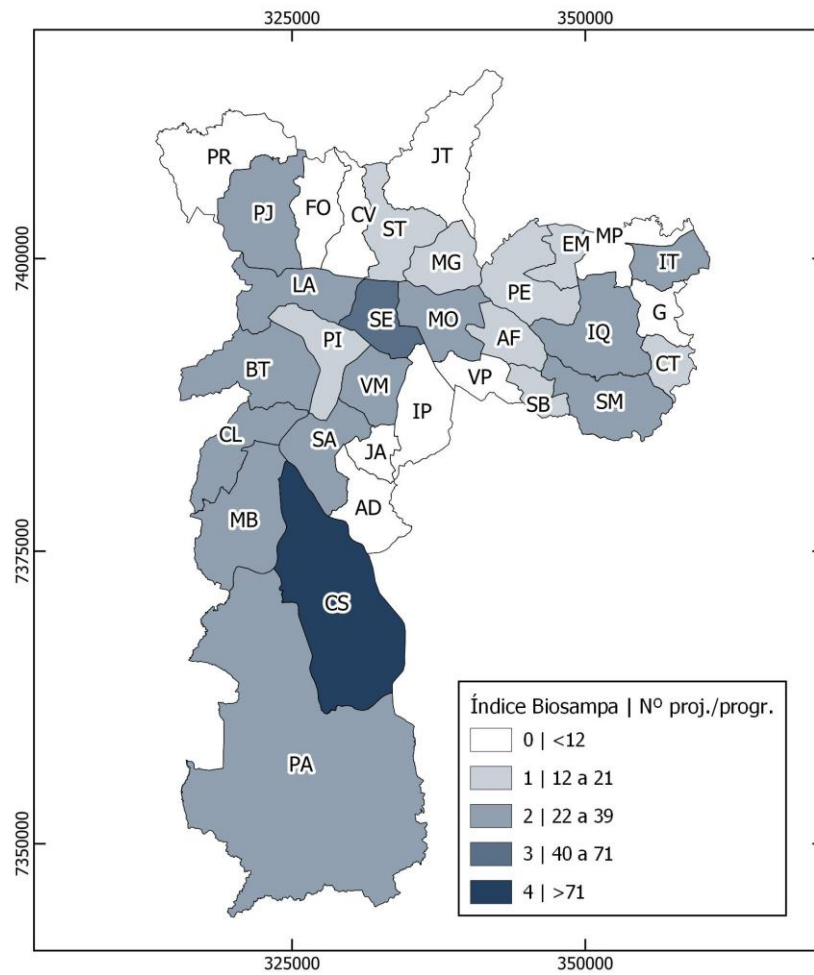 325000 350000
JT
PR
PJ FO CV ST
MG EM MP IT
7400000
LA PE
SE MO G
PI AF IQ
BT VM VP CT
CL SA IP SB SM
JA
MB AD
7375000
CS
Índice Biosampa | Nº proj./progr.
0 | <12
PA
1 | 12 a 21
2 | 22 a 39
7350000
3 | 40 a 71
4 | >71
325000 350000